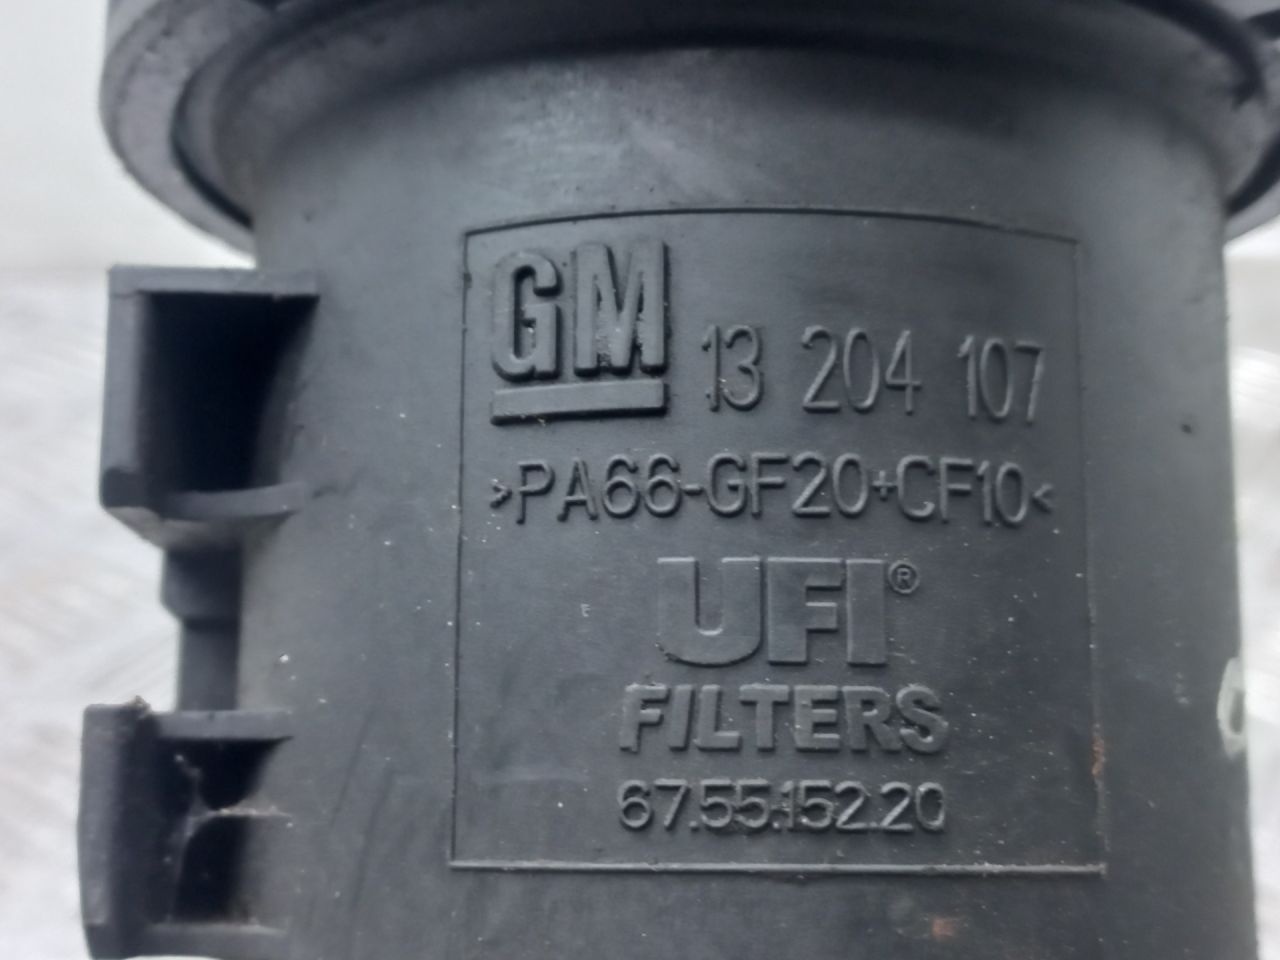 GM 13 204 107
>PA66-GF20+CF10<
UFI®
FILTERS
67.55.152.20